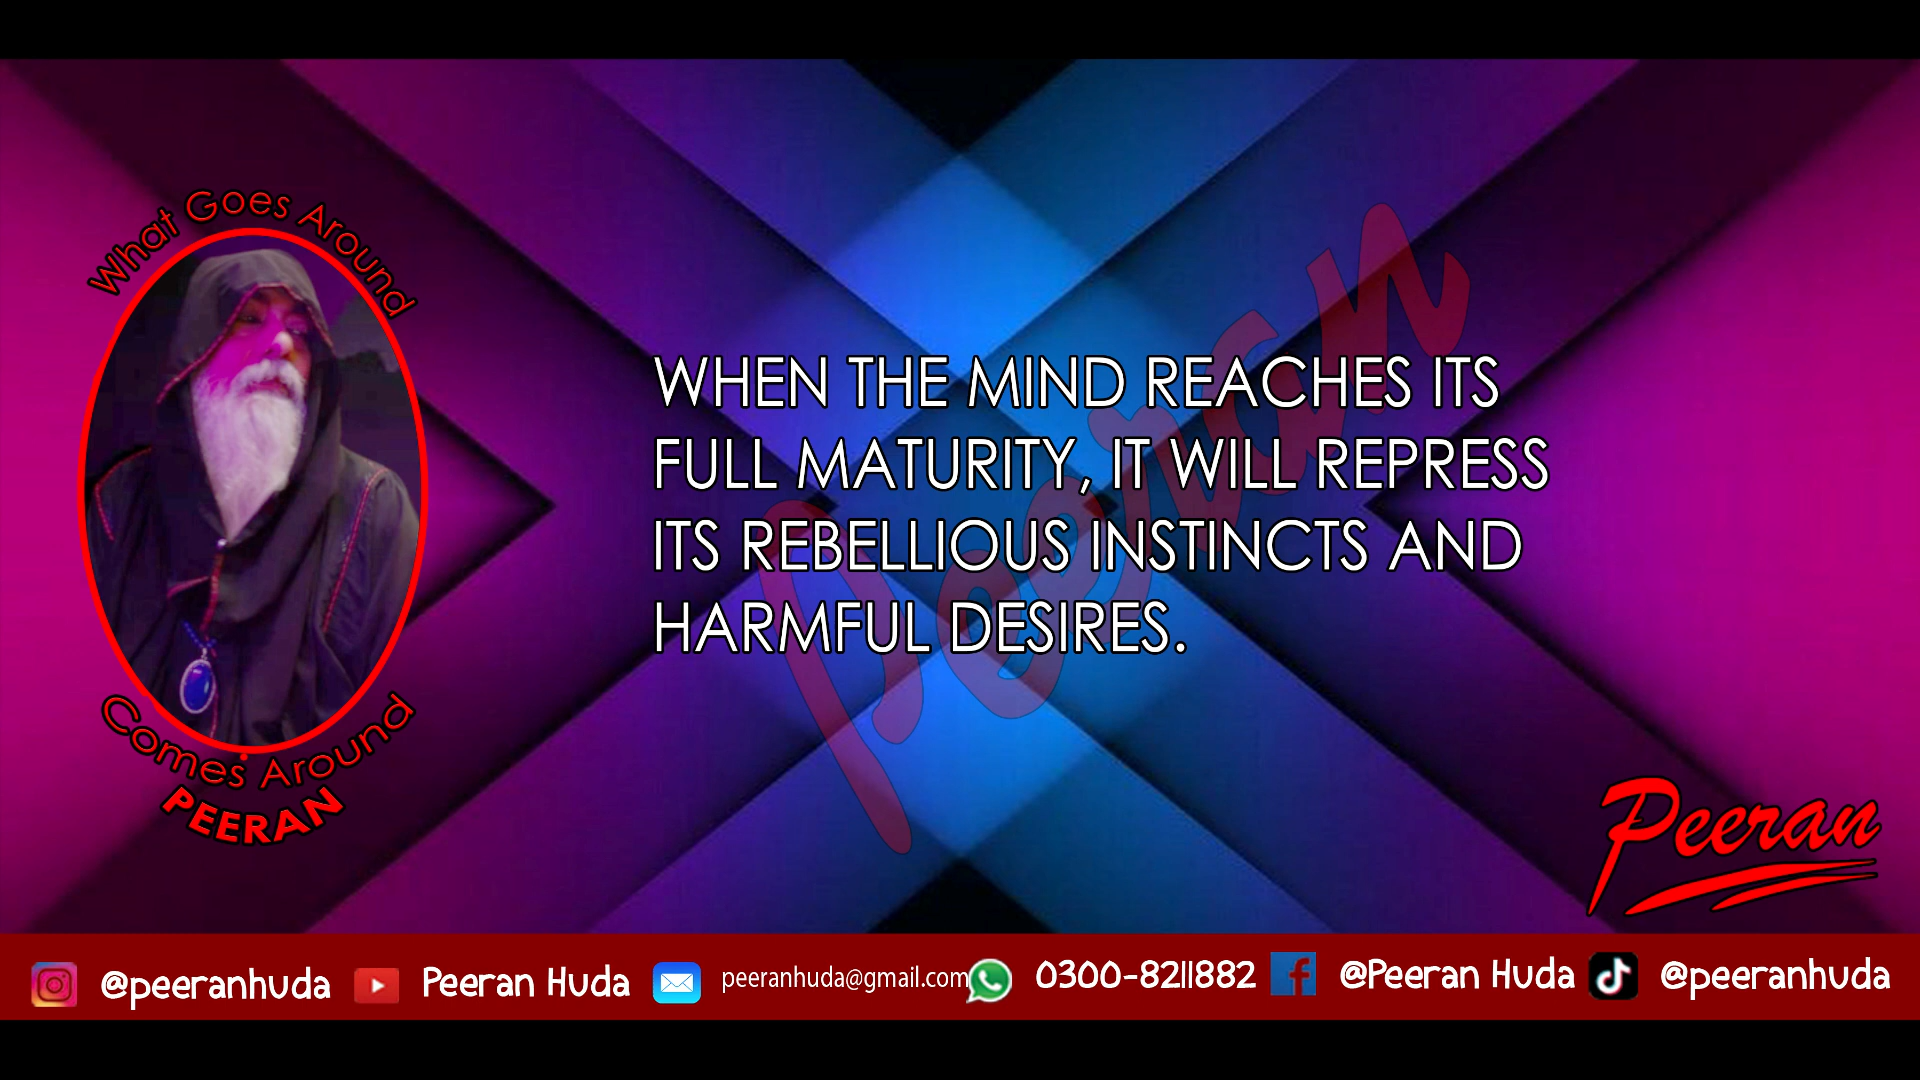 What Goes Around
Comes Around
PEERAN
WHEN THE MIND REACHES ITS
FULL MATURITY, IT WILL REPRESS
ITS REBELLIOUS INSTINCTS AND
HARMFUL DESIRES.
Peeran
Peeran
@peeranhuda
Peeran Huda
peeranhuda@gmail.com
0300-8211882
@Peeran Huda
@peeranhuda